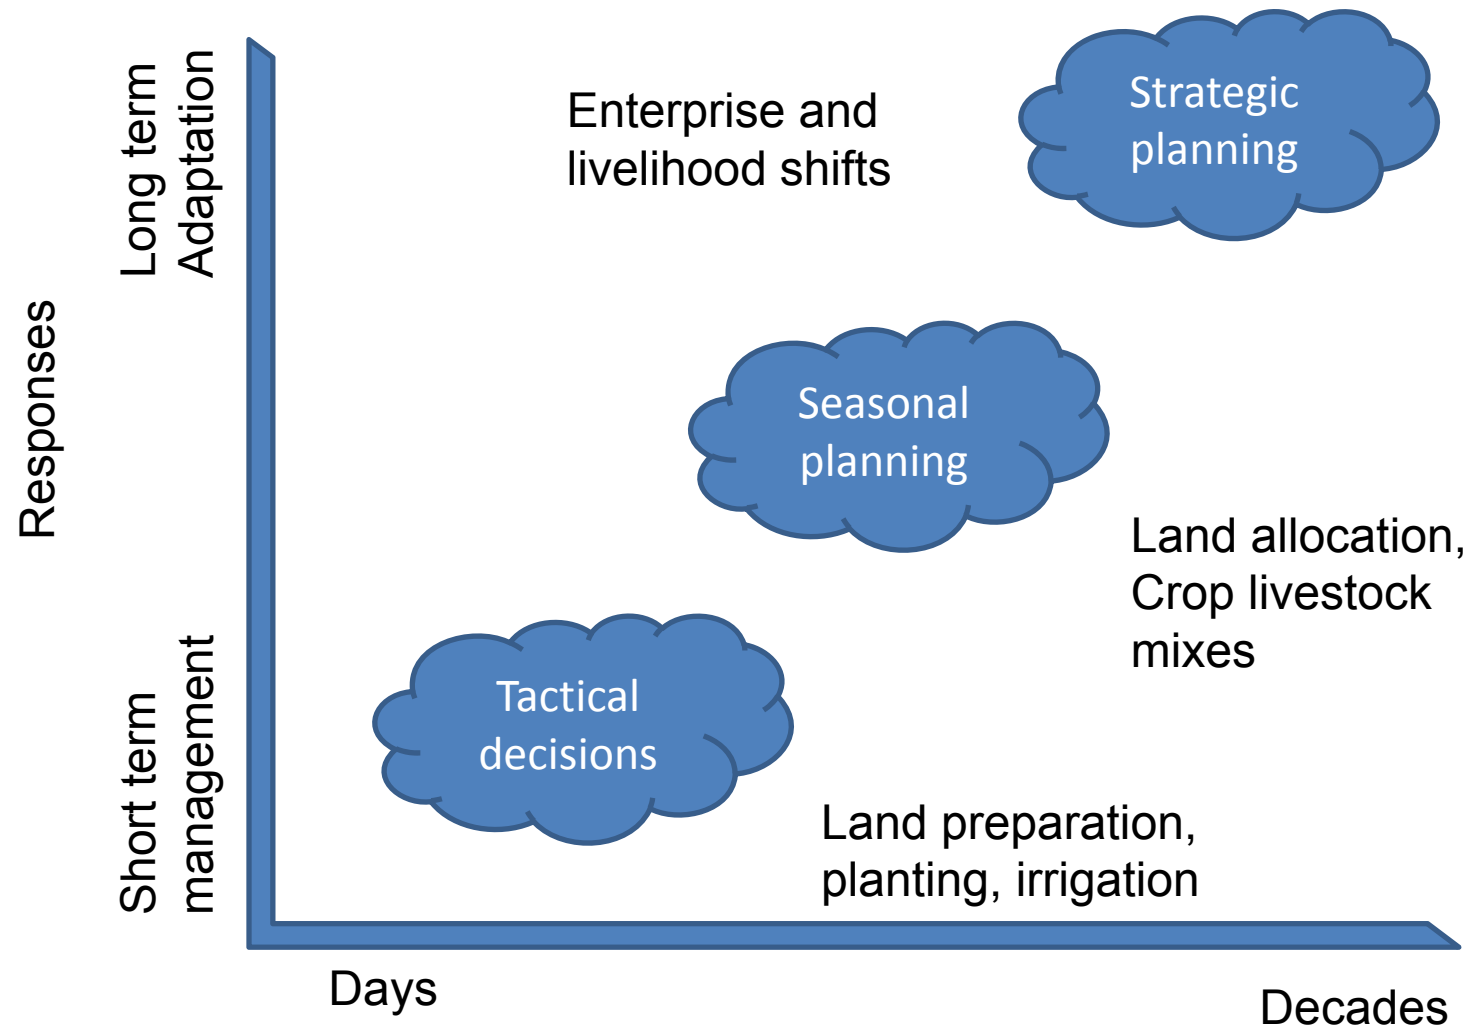 Responses
Long term
Adaptation
Short term
management
Enterprise and
livelihood shifts
Strategic
planning
Seasonal
planning
Land allocation,
Crop livestock
mixes
Tactical
decisions
Land preparation,
planting, irrigation
Days
Decades